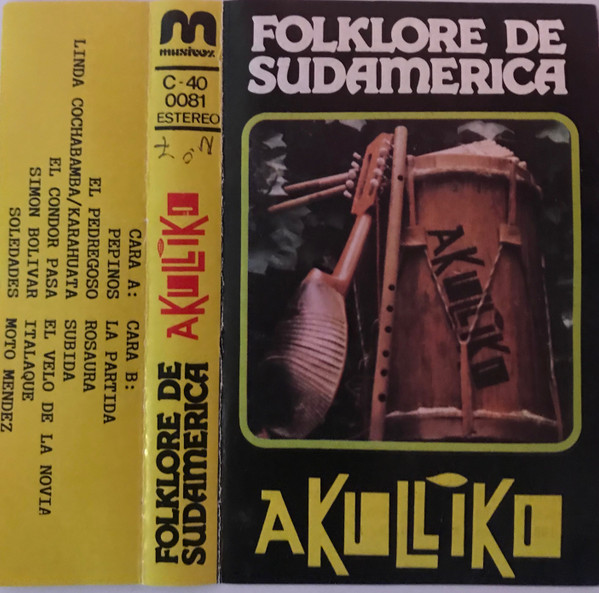 FOLKLORE DE
SUDAMERICA
AKULLIKO
AKULLIKO
musivoz
C-40
0081
ESTEREO
AKULLIKO
FOLKLORE DE
SUDAMERICA
CARA A:
PEPINOS
EL PEDREGOSO
LINDA COCHABAMBA/KARAHUATA
EL CONDOR PASA
SIMON BOLIVAR
SOLEDADES
CARA B:
LA PARTIDA
ROSAURA
SUBIDA
EL VELO DE LA NOVIA
ITALAQUE
MOTO MENDEZ